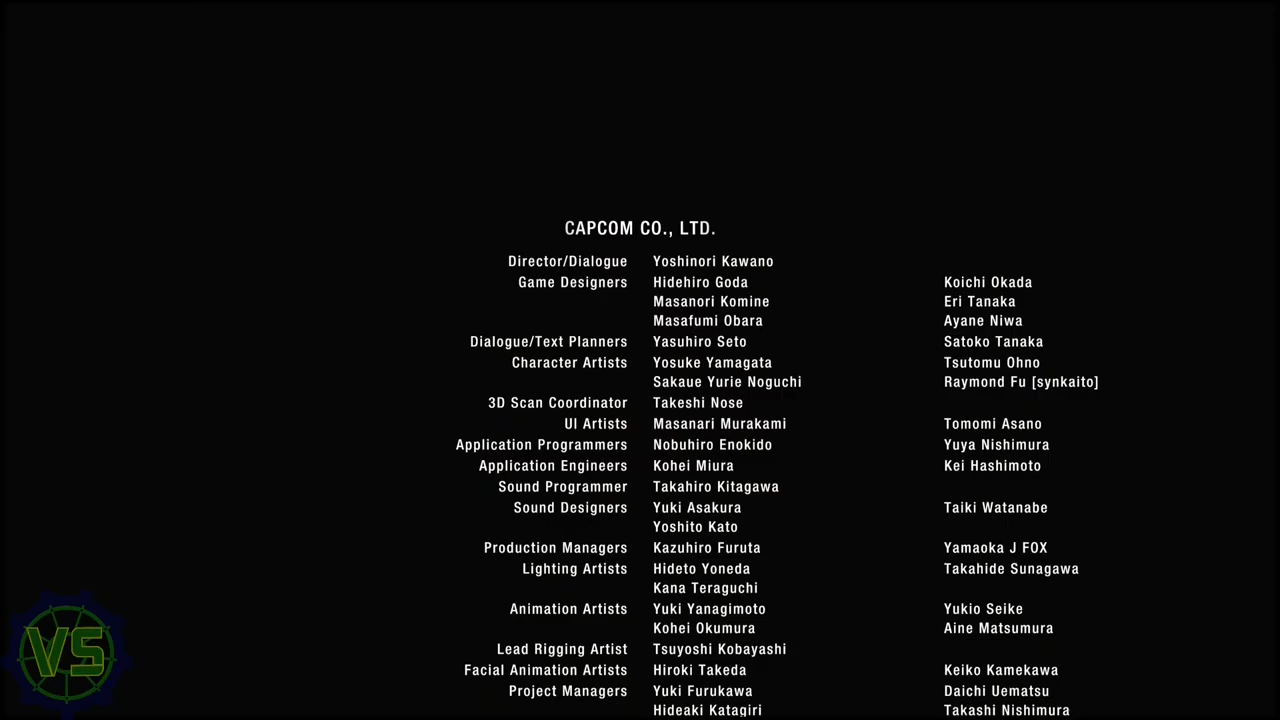 CAPCOM CO., LTD.
Director/Dialogue Yoshinori Kawano
Game Designers Hidehiro Goda Koichi Okada
Masanori Komine Eri Tanaka
Masafumi Obara Ayane Niwa
Dialogue/Text Planners Yasuhiro Seto Satoko Tanaka
Character Artists Yosuke Yamagata Tsutomu Ohno
Sakaue Yurie Noguchi Raymond Fu [synkaito]
3D Scan Coordinator Takeshi Nose
UI Artists Masanari Murakami Tomomi Asano
Application Programmers Nobuhiro Enokido Yuya Nishimura
Application Engineers Kohei Miura Kei Hashimoto
Sound Programmer Takahiro Kitagawa
Sound Designers Yuki Asakura Taiki Watanabe
Yoshito Kato
Production Managers Kazuhiro Furuta Yamaoka J FOX
Lighting Artists Hideto Yoneda Takahide Sunagawa
Kana Teraguchi
Animation Artists Yuki Yanagimoto Yukio Seike
Kohei Okumura Aine Matsumura
Lead Rigging Artist Tsuyoshi Kobayashi
Facial Animation Artists Hiroki Takeda Keiko Kamekawa
Project Managers Yuki Furukawa Daichi Uematsu
Hideaki Katagiri Takashi Nishimura
VS